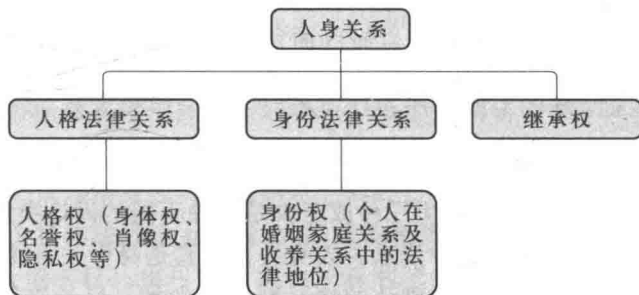 人身关系
人格法律关系
身份法律关系
继承权
人格权（身体权、
名誉权、肖像权、
隐私权等）
身份权（个人在
婚姻家庭关系及
收养关系中的法
律地位）